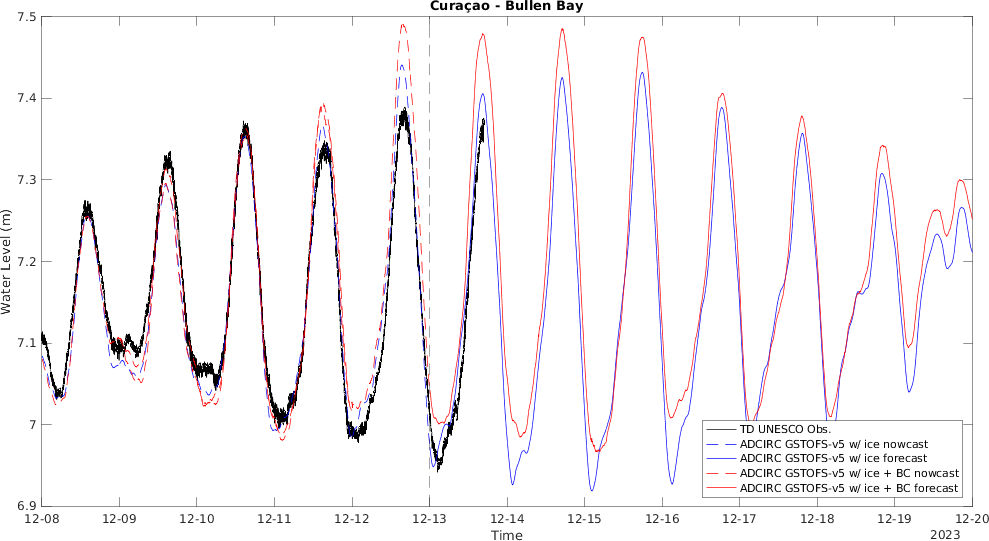 Curaçao - Bullen Bay
7.5
7.4
7.3
7.2
7.1
7
6.9
Water Level (m)
TD UNESCO Obs.
ADCIRC GSTOFS-v5 w/ ice nowcast
ADCIRC GSTOFS-v5 w/ ice forecast
ADCIRC GSTOFS-v5 w/ ice + BC nowcast
ADCIRC GSTOFS-v5 w/ ice + BC forecast
12-08 12-09 12-10 12-11 12-12 12-13 12-14 12-15 12-16 12-17 12-18 12-19 12-20
Time
2023